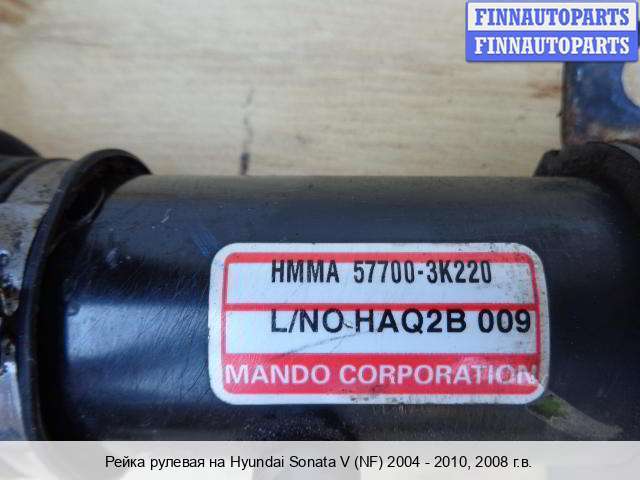 FINNAUTOPARTS
FINNAUTOPARTS
HMMA 57700-3K220
L/NO HAQ2B 009
MANDO CORPORATION
Рейка рулевая на Hyundai Sonata V (NF) 2004 - 2010, 2008 г.в.